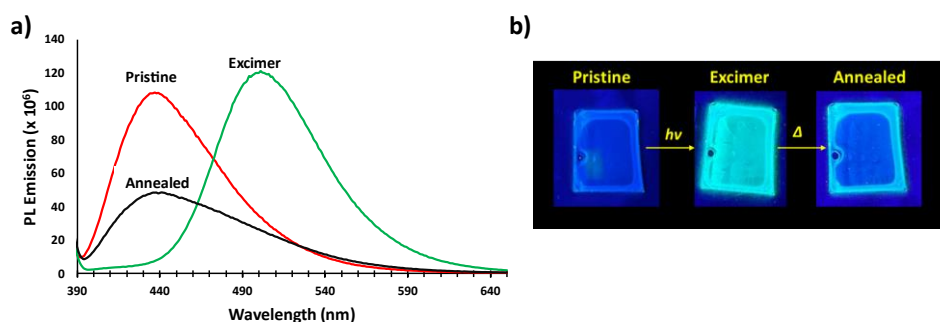 a)
140
120
100
80
60
40
20
0
PL Emission (x 10⁶)
Pristine
Excimer
Annealed
390
440
490
540
590
640
Wavelength (nm)
b)
Pristine
Excimer
Annealed
hν
Δ